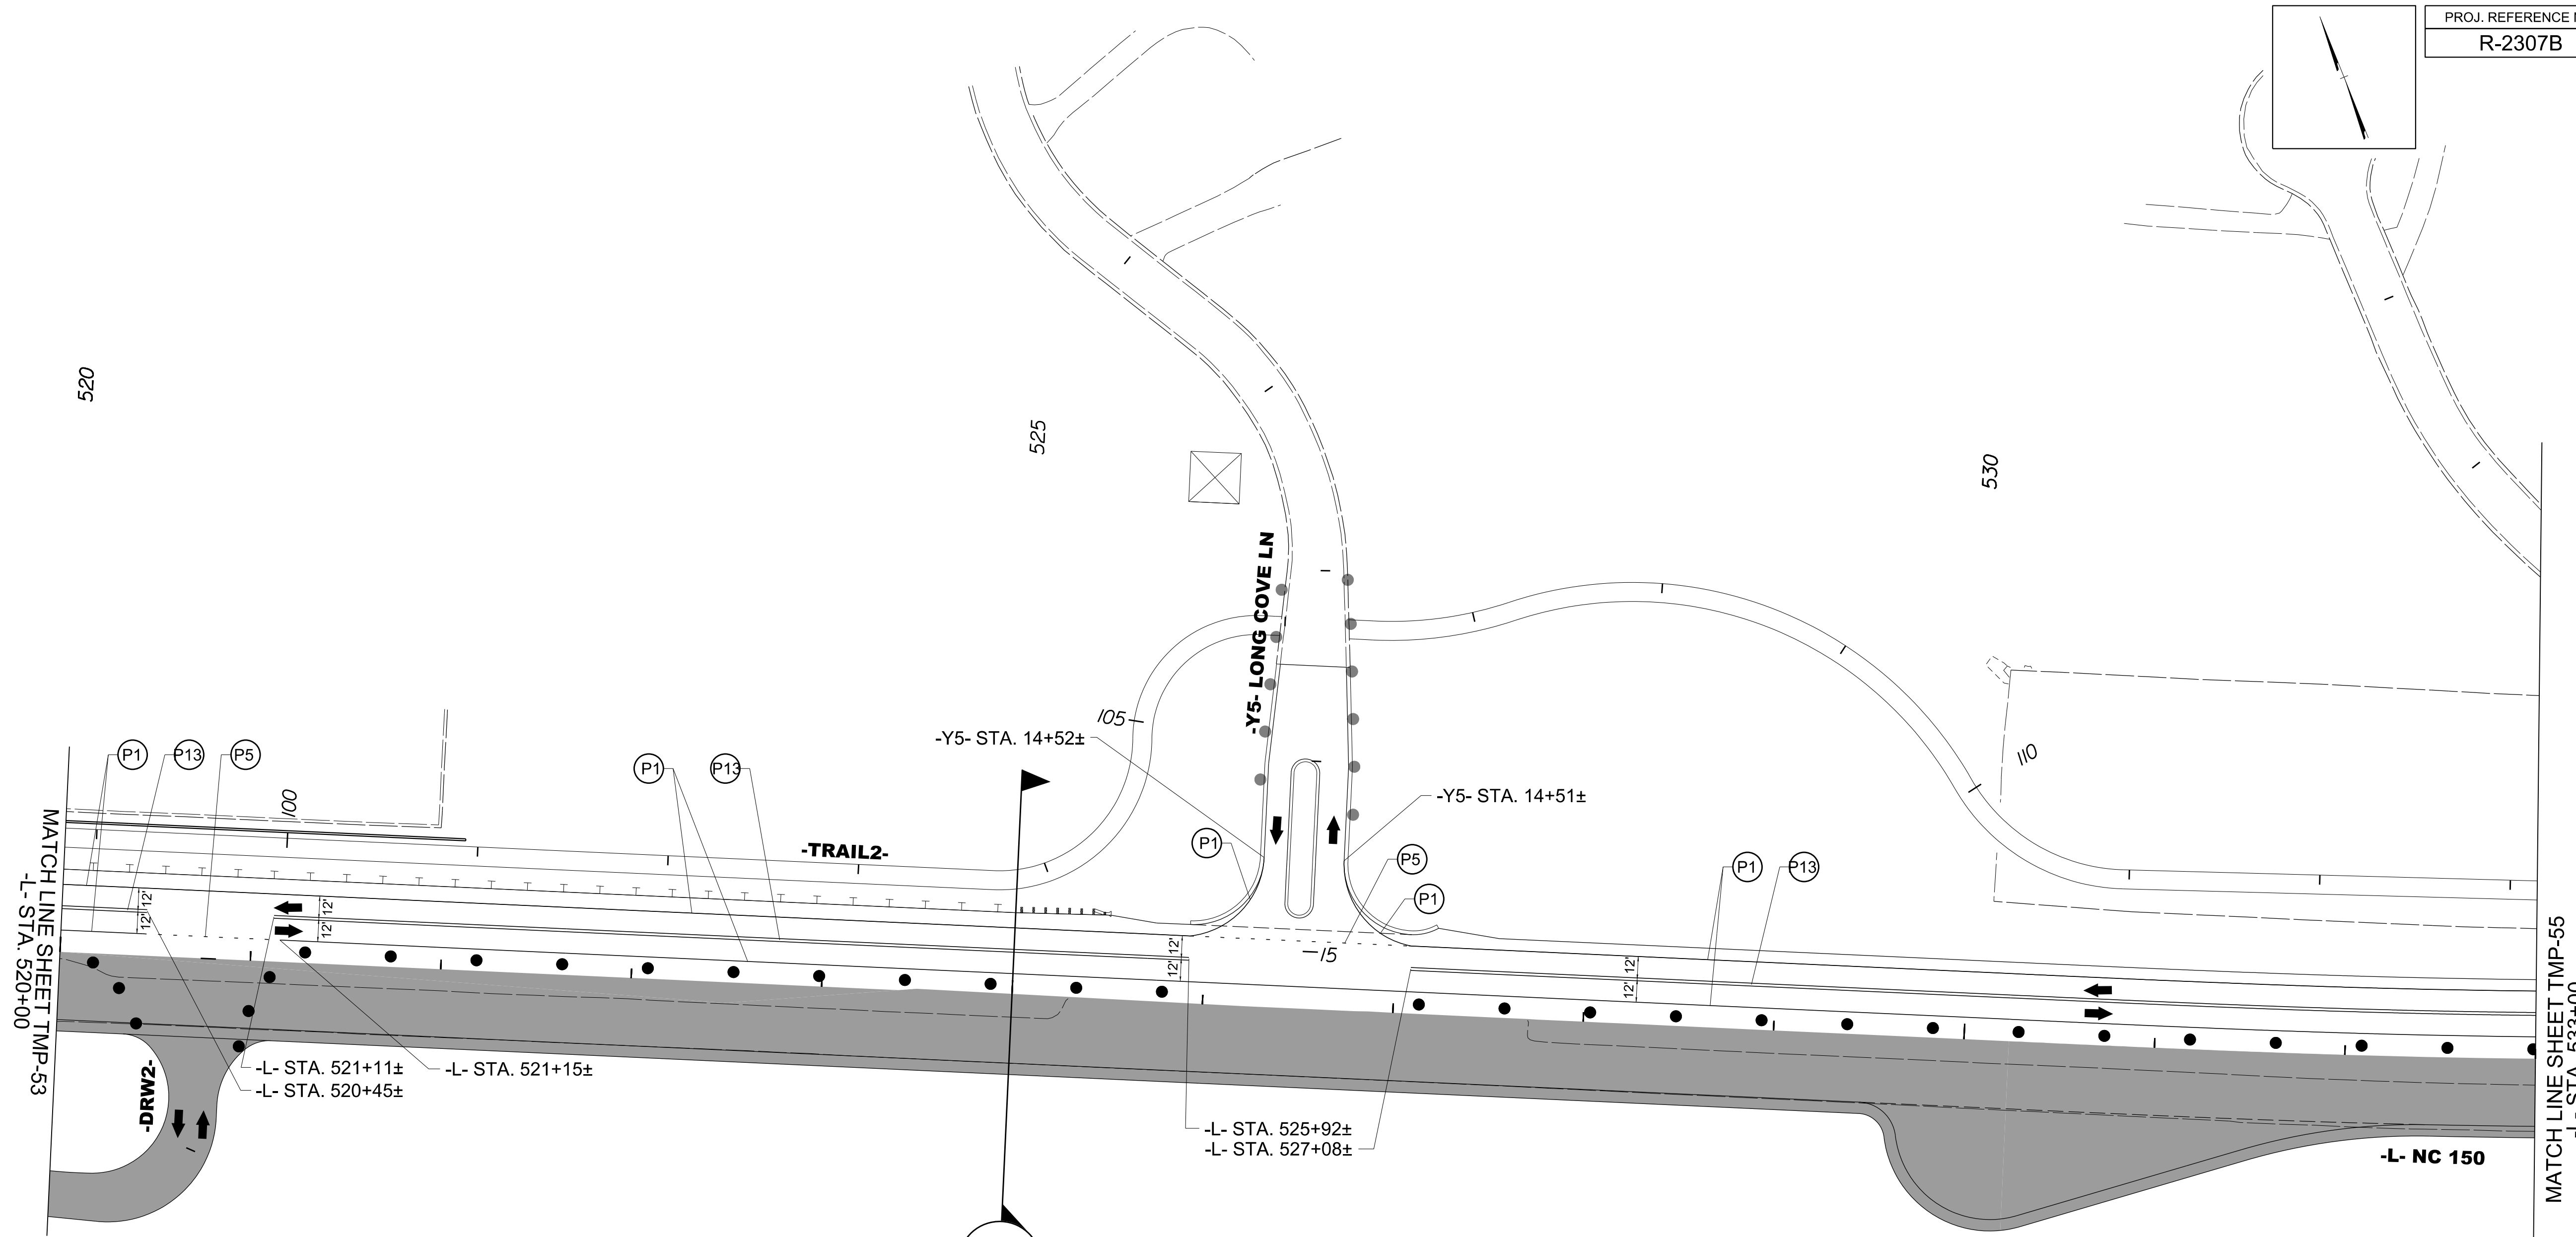 PROJ. REFERENCE
R-2307B
520
525
530
-Y5- LONG COVE LN
105
-Y5- STA. 14+52±
110
P1
P13
P5
P1
P13
-Y5- STA. 14+51±
100
P1
-TRAIL2-
P5
P1
P13
P1
MATCH LINE SHEET TMP-53
-L- STA. 520+00
12'
12'
12'
12'
12'
12'
15
12'
12'
-L- STA. 521+11±
-L- STA. 521+15±
-L- STA. 520+45±
-DRW2-
-L- STA. 525+92±
-L- STA. 527+08±
-L- NC 150
MATCH LINE SHEET TMP-55
-L- STA. 533+00